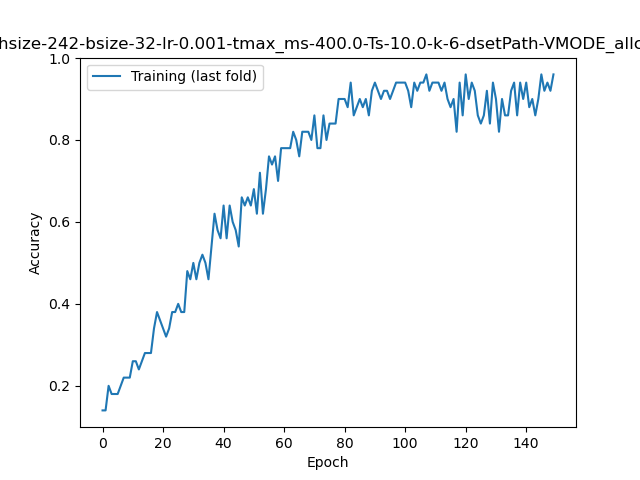 hsize-242-bsize-32-lr-0.001-tmax_ms-400.0-Ts-10.0-k-6-dsetPath-VMODE_allc
Training (last fold)
1.0
0.8
0.6
0.4
0.2
Accuracy
0 20 40 60 80 100 120 140
Epoch